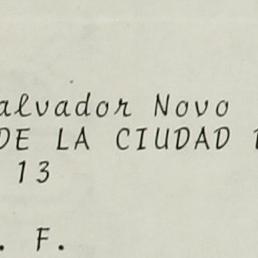 alvador Novo
DE LA CIUDAD
13
. F.